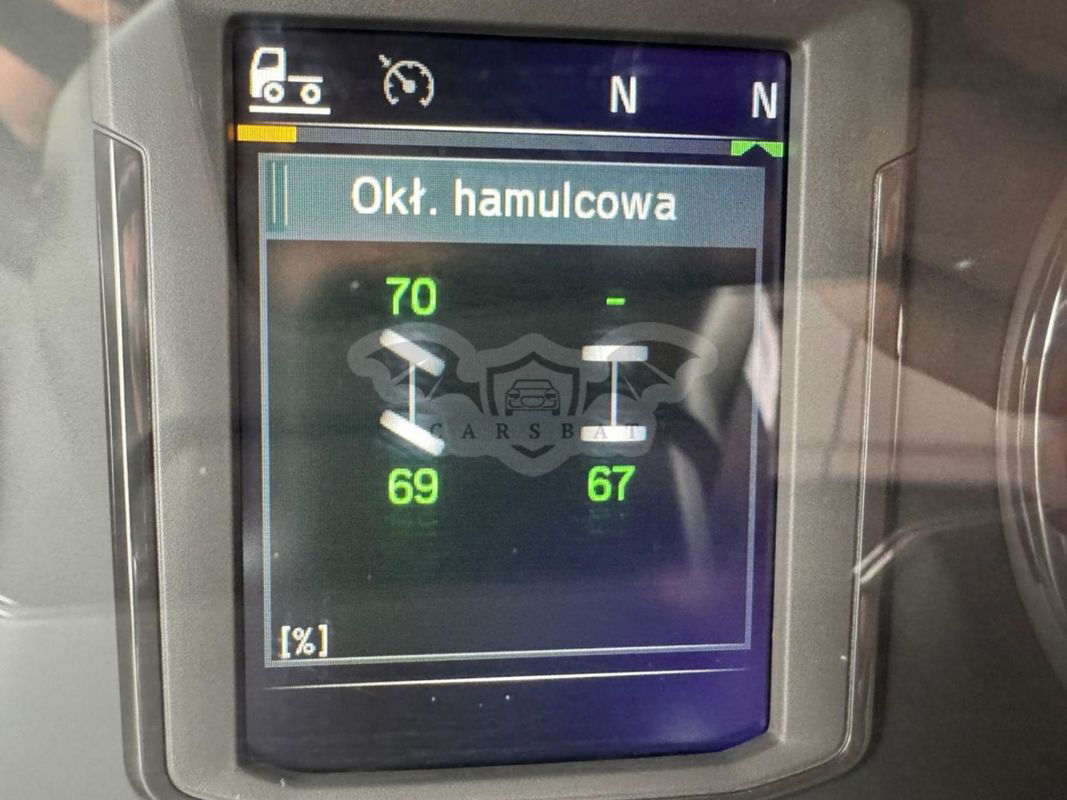 N N
Okł. hamulcowa
70 -
CARSBAT
69 67
[%]